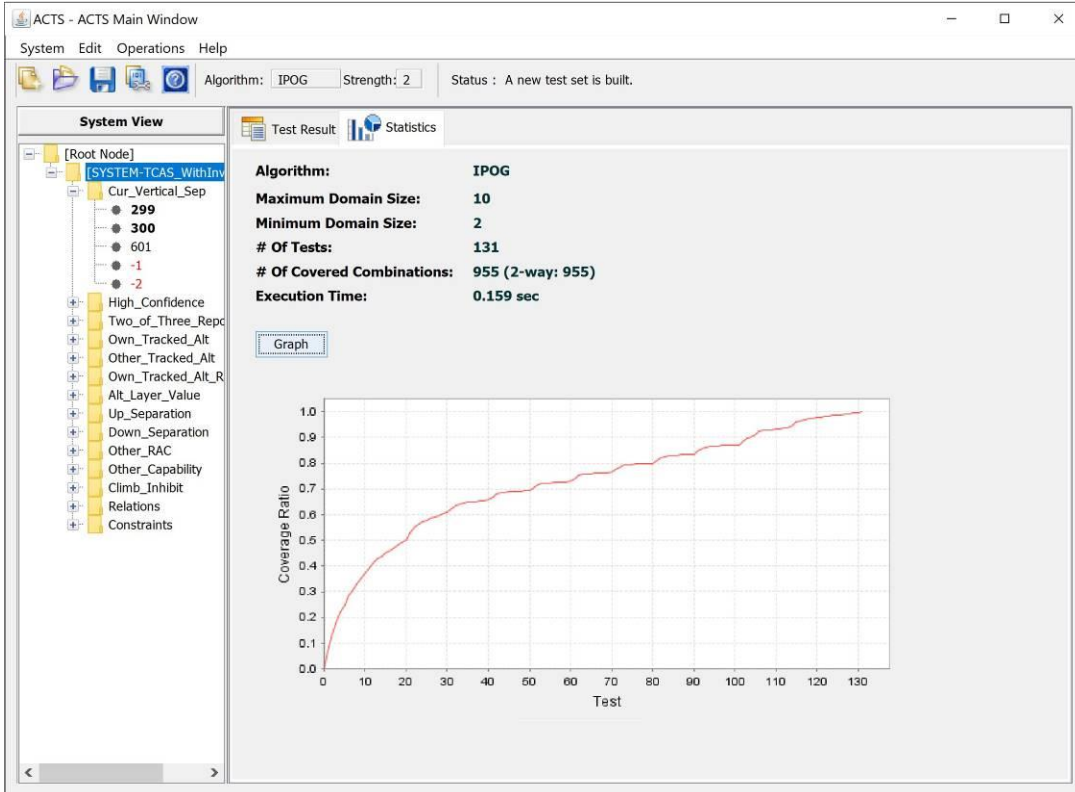 ACTS - ACTS Main Window
System Edit Operations Help
Algorithm: IPOG Strength: 2 Status : A new test set is built.
System View
[Root Node]
[SYSTEM-TCAS_WithInv
Cur_Vertical_Sep
299
300
601
-1
-2
High_Confidence
Two_of_Three_Repo
Own_Tracked_Alt
Other_Tracked_Alt
Own_Tracked_Alt_R
Alt_Layer_Value
Up_Separation
Down_Separation
Other_RAC
Other_Capability
Climb_Inhibit
Relations
Constraints
Test Result Statistics
Algorithm: IPOG
Maximum Domain Size: 10
Minimum Domain Size: 2
# Of Tests: 131
# Of Covered Combinations: 955 (2-way: 955)
Execution Time: 0.159 sec
Graph
Coverage Ratio
1.0
0.9
0.8
0.7
0.6
0.5
0.4
0.3
0.2
0.1
0.0
0 10 20 30 40 50 60 70 80 90 100 110 120 130
Test